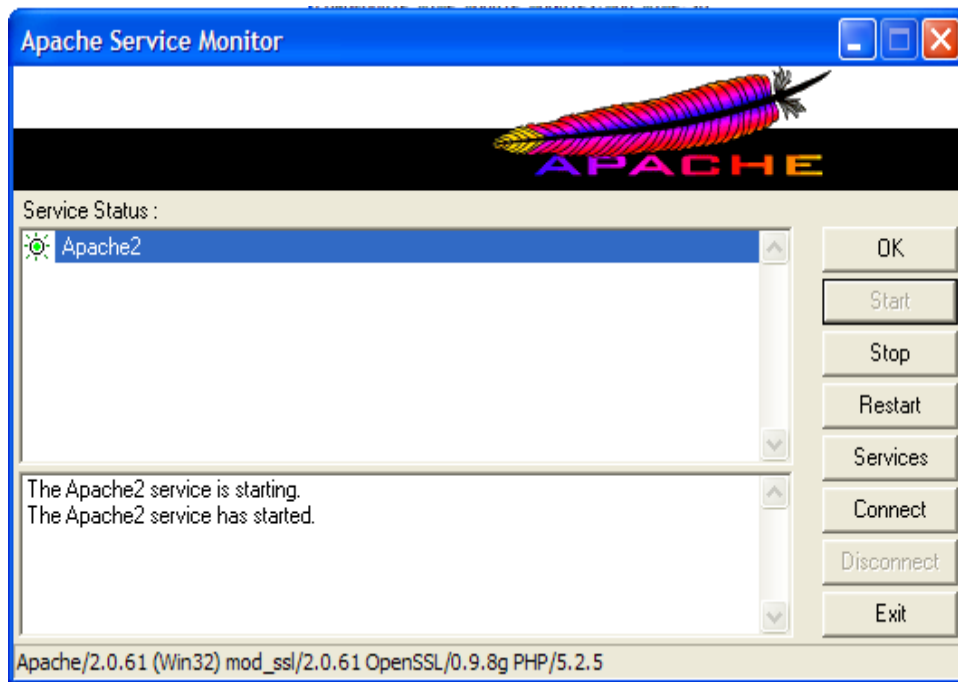 Apache Service Monitor
APACHE
Service Status :
Apache2
OK
Start
Stop
Restart
Services
Connect
Disconnect
Exit
The Apache2 service is starting.
The Apache2 service has started.
Apache/2.0.61 (Win32) mod_ssl/2.0.61 OpenSSL/0.9.8g PHP/5.2.5